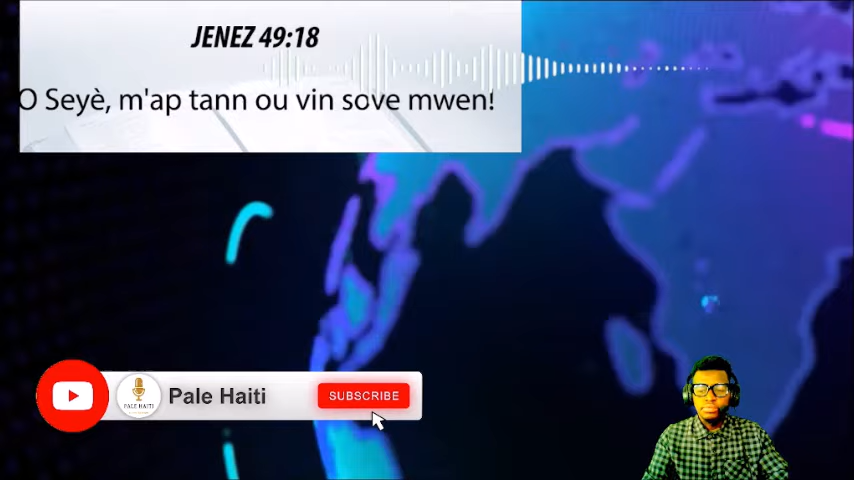 JENEZ 49:18
O Seyè, m'ap tann ou vin sove mwen!
PALE HAITI
Pale Haiti
SUBSCRIBE